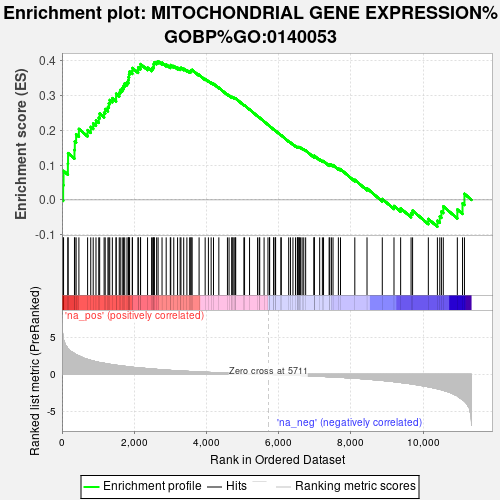 Enrichment plot: MITOCHONDRIAL GENE EXPRESSION%
GOBP%GO:0140053
Enrichment score (ES)
0.4
0.3
0.2
0.1
0.0
-0.1
'na_pos' (positively correlated)
Ranked list metric (PreRanked)
5
0
-5
Zero cross at 5711
'na_neg' (negatively correlated)
0
2,000
4,000
6,000
8,000
10,000
Rank in Ordered Dataset
Enrichment profile
Hits
Ranking metric scores